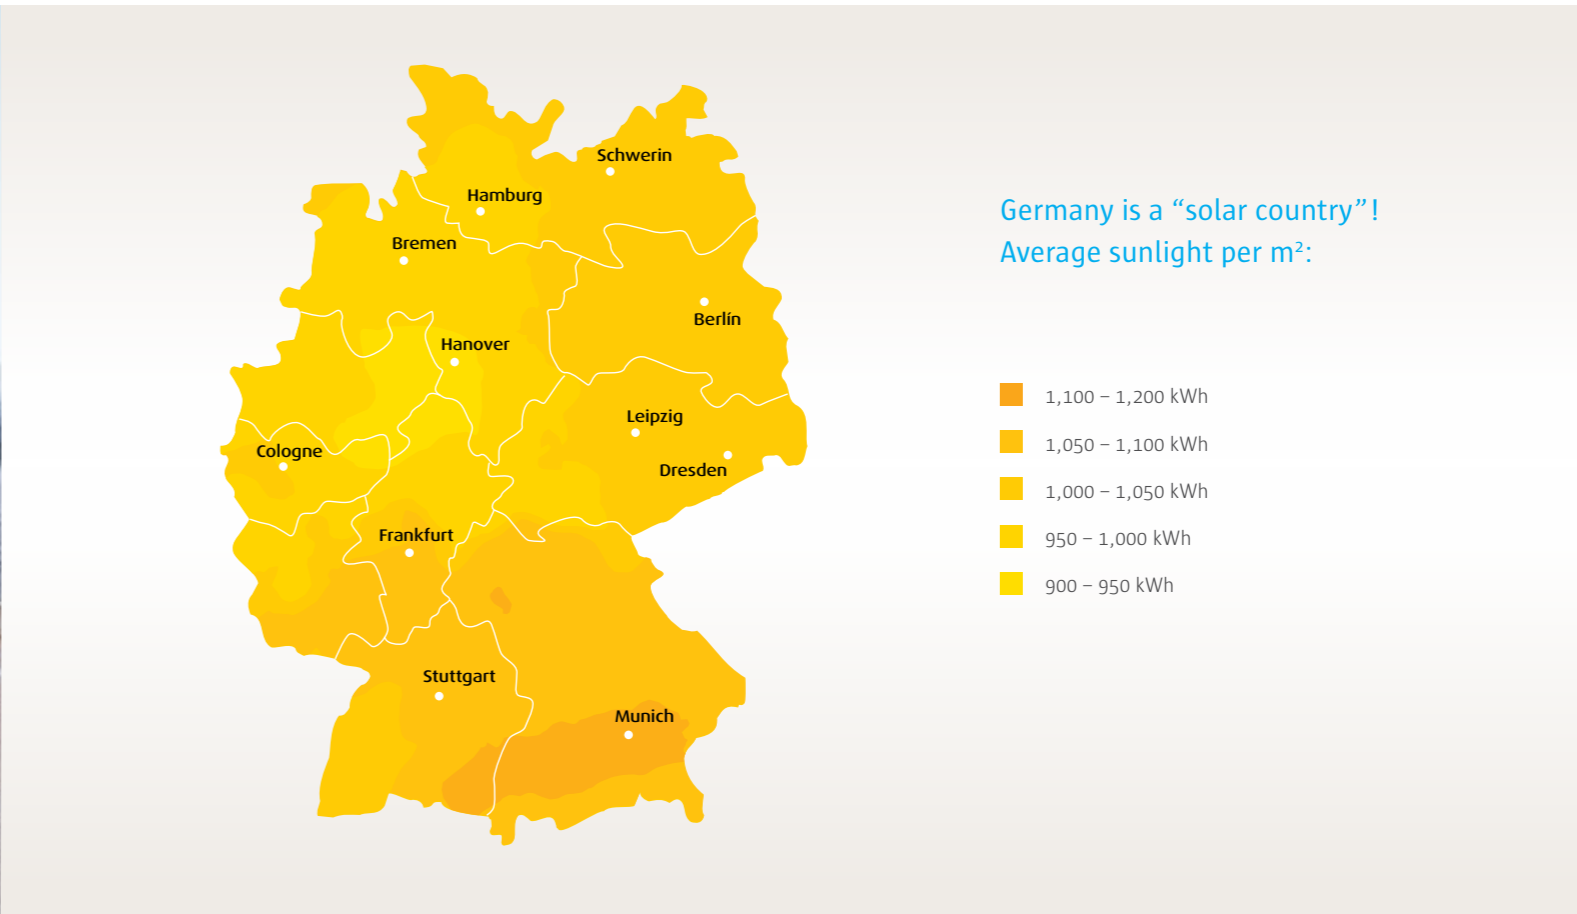 Schwerin
Hamburg
Bremen
Berlín
Hanover
Leipzig
Cologne
Dresden
Frankfurt
Stuttgart
Munich
Germany is a “solar country”!
Average sunlight per m²:
1,100 – 1,200 kWh
1,050 – 1,100 kWh
1,000 – 1,050 kWh
950 – 1,000 kWh
900 – 950 kWh